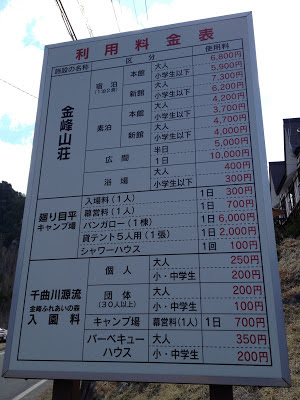 利用料金表
施設の名称 区分 使用料
金峰山荘
宿泊 (1泊2食) 本館 大人 6,800円
小学生以下 5,900円
新館 大人 7,300円
小学生以下 6,200円
素泊 本館 大人 4,200円
小学生以下 3,700円
新館 大人 4,700円
小学生以下 4,000円
広間 半日 5,000円
1日 10,000円
浴場 大人 400円
小学生以下 300円
廻り目平キャンプ場
入場料(1人) 1日 300円
幕営料(1人) 1日 700円
バンガロー(1棟) 1日 6,000円
貸テント5人用(1張) 1日 2,000円
シャワーハウス 1回 100円
千曲川源流
金峰ふれあいの森
入園料
個人 大人 250円
小・中学生 200円
団体 (30人以上) 大人 200円
小・中学生 100円
キャンプ場 幕営料(1人) 1日 700円
バーベキューハウス 大人 350円
小・中学生 200円